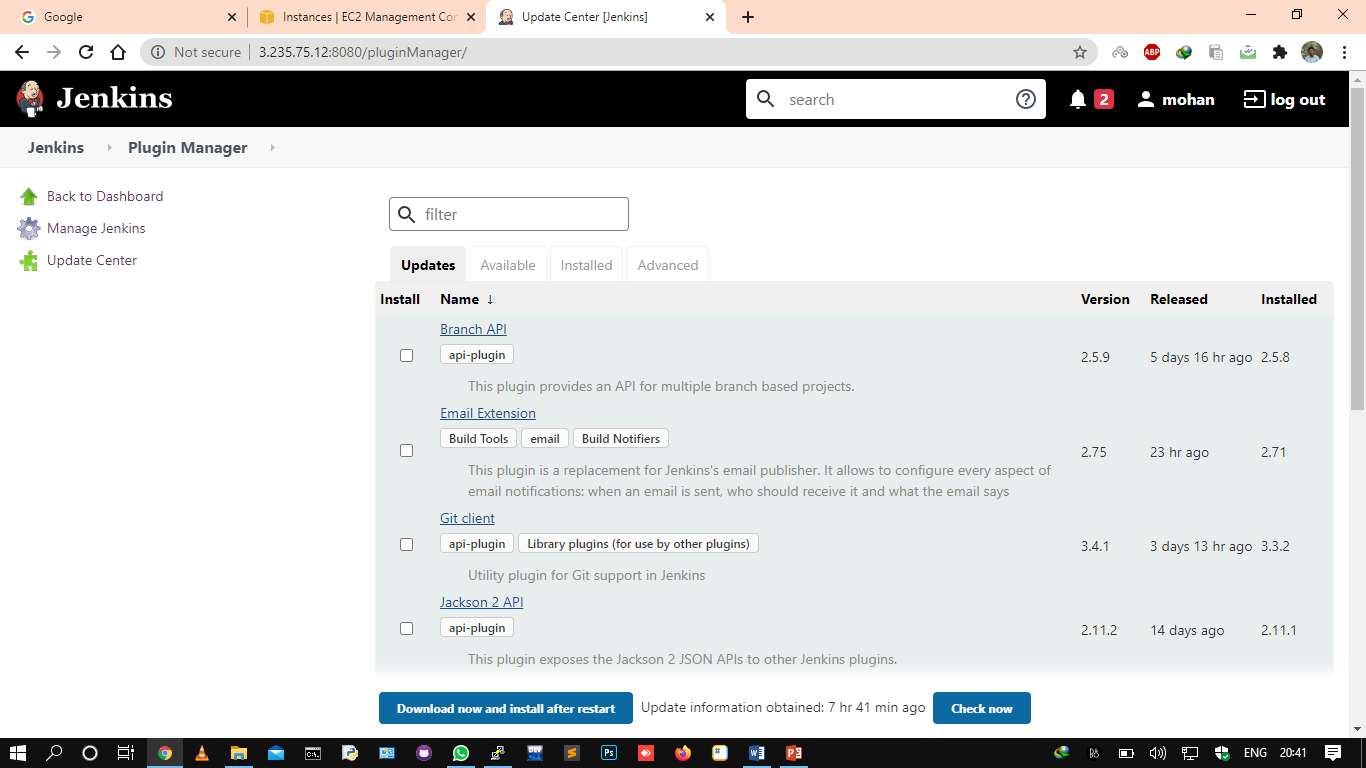 Google
Instances | EC2 Management Con
Update Center [Jenkins]
Not secure
3.235.75.12:8080/pluginManager/
ABP
Jenkins
search
2
mohan
log out
Jenkins
Plugin Manager
Back to Dashboard
Manage Jenkins
Update Center
filter
Updates
Available
Installed
Advanced
Install
Name ↓
Version
Released
Installed
Branch API
api-plugin
2.5.9
5 days 16 hr ago
2.5.8
This plugin provides an API for multiple branch based projects.
Email Extension
Build Tools
email
Build Notifiers
2.75
23 hr ago
2.71
This plugin is a replacement for Jenkins's email publisher. It allows to configure every aspect of
email notifications: when an email is sent, who should receive it and what the email says
Git client
api-plugin
Library plugins (for use by other plugins)
3.4.1
3 days 13 hr ago
3.3.2
Utility plugin for Git support in Jenkins
Jackson 2 API
api-plugin
2.11.2
14 days ago
2.11.1
This plugin exposes the Jackson 2 JSON APIs to other Jenkins plugins.
Download now and install after restart
Update information obtained: 7 hr 41 min ago
Check now
ENG
20:41